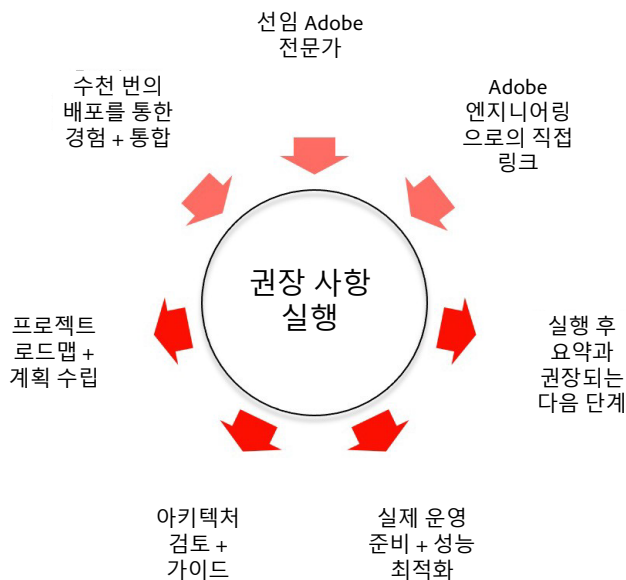 선임 Adobe
전문가
수천 번의
배포를 통한
경험 + 통합
Adobe
엔지니어링
으로의 직접
링크
권장 사항
실행
프로젝트
로드맵 +
계획 수립
실행 후
요약과
권장되는
다음 단계
아키텍처
검토 +
가이드
실제 운영
준비 + 성능
최적화